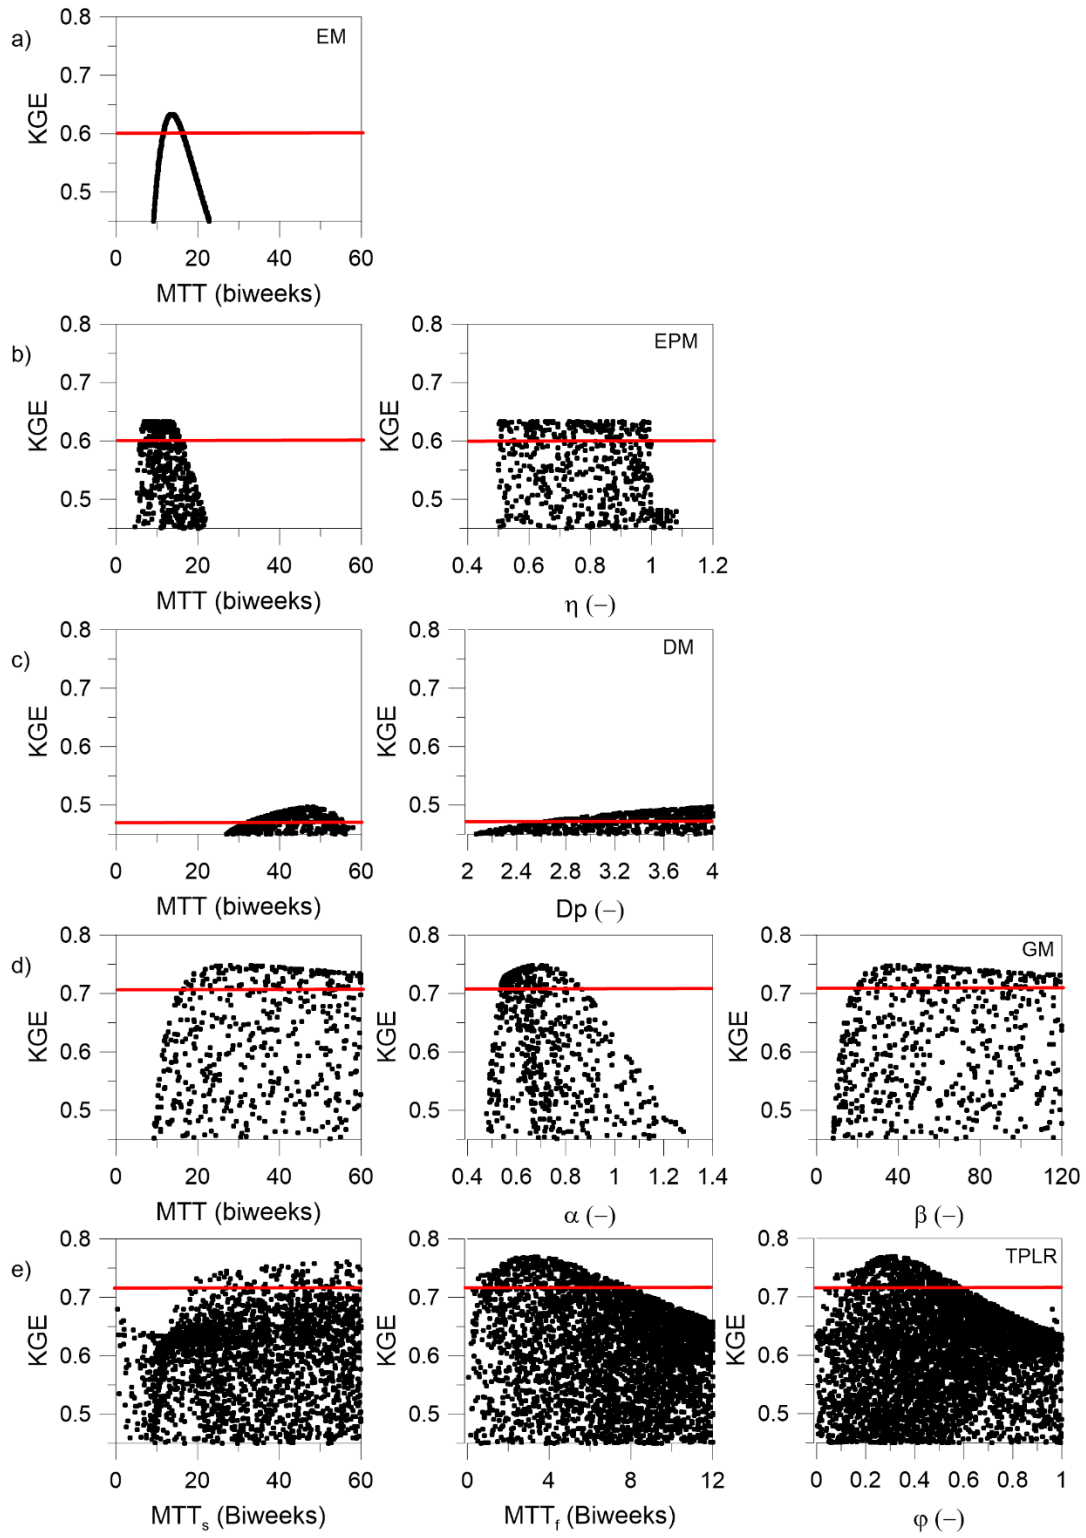 a)
EM
KGE
0.8
0.7
0.6
0.5
0 20 40 60
MTT (biweeks)
b)
KGE
0.8
0.7
0.6
0.5
0 20 40 60
MTT (biweeks)
EPM
KGE
0.8
0.7
0.6
0.5
0.4 0.6 0.8 1 1.2
η (–)
c)
KGE
0.8
0.7
0.6
0.5
0 20 40 60
MTT (biweeks)
DM
KGE
0.8
0.7
0.6
0.5
2 2.4 2.8 3.2 3.6 4
Dp (–)
d)
KGE
0.8
0.7
0.6
0.5
0 20 40 60
MTT (biweeks)
KGE
0.8
0.7
0.6
0.5
0.4 0.6 0.8 1 1.2 1.4
α (–)
GM
KGE
0.8
0.7
0.6
0.5
0 20 40 60 80 100 120
β (–)
e)
KGE
0.8
0.7
0.6
0.5
0 20 40 60
MTTs (Biweeks)
KGE
0.8
0.7
0.6
0.5
0 4 8 12
MTTf (Biweeks)
TPLR
KGE
0.8
0.7
0.6
0.5
0 0.2 0.4 0.6 0.8 1
φ (–)